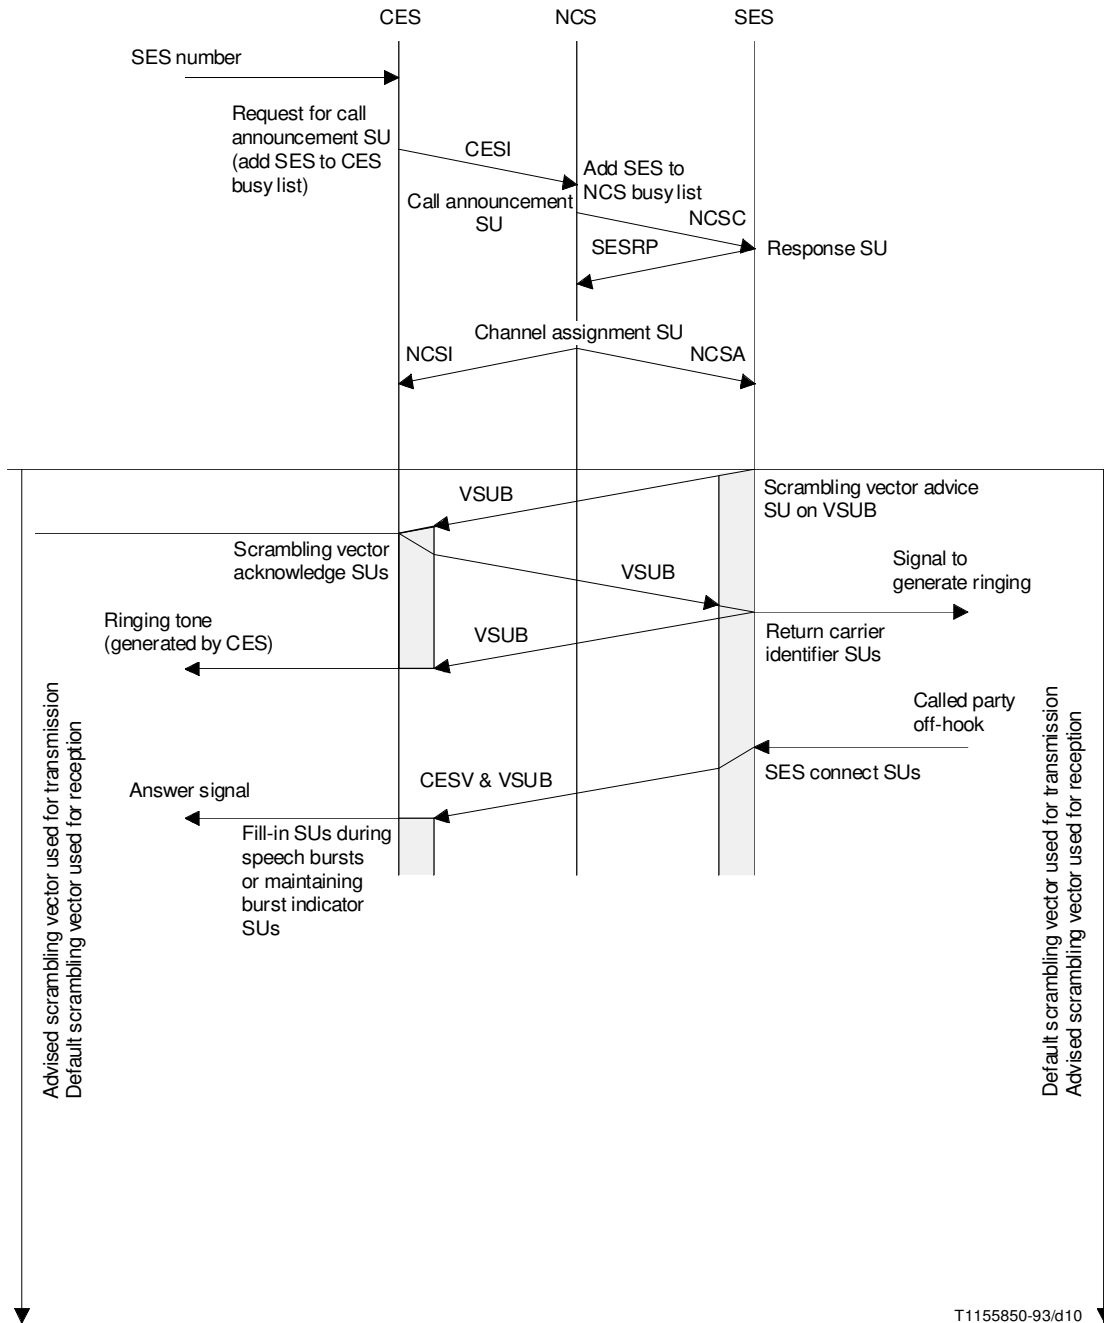 CES
NCS
SES
SES number
Request for call
announcement SU
(add SES to CES
busy list)
CESI
Add SES to
NCS busy list
Call announcement
SU
NCSC
SESRP
Response SU
Channel assignment SU
NCSI
NCSA
VSUB
Scrambling vector advice
SU on VSUB
Scrambling vector
acknowledge SUs
VSUB
Signal to
generate ringing
Ringing tone
(generated by CES)
VSUB
Return carrier
identifier SUs
Called party
off-hook
SES connect SUs
CESV & VSUB
Answer signal
Fill-in SUs during
speech bursts
or maintaining
burst indicator
SUs
Advised scrambling vector used for transmission
Default scrambling vector used for reception
Default scrambling vector used for transmission
Advised scrambling vector used for reception
T1155850-93/d10